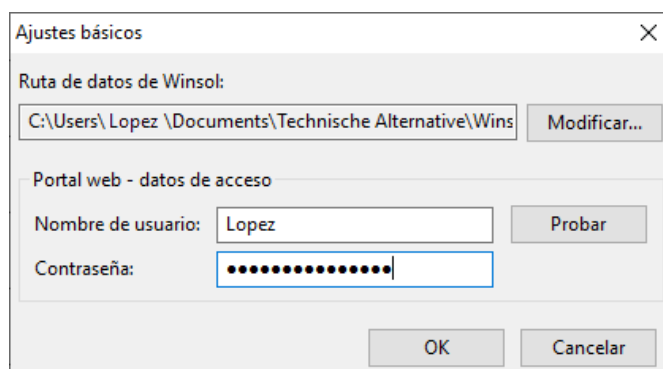 Ajustes básicos
Ruta de datos de Winsol:
C:\Users\ Lopez \Documents\Technische Alternative\Wins
Modificar...
Portal web - datos de acceso
Nombre de usuario: Lopez
Probar
Contraseña: ●●●●●●●●●●●●●●●
OK Cancelar